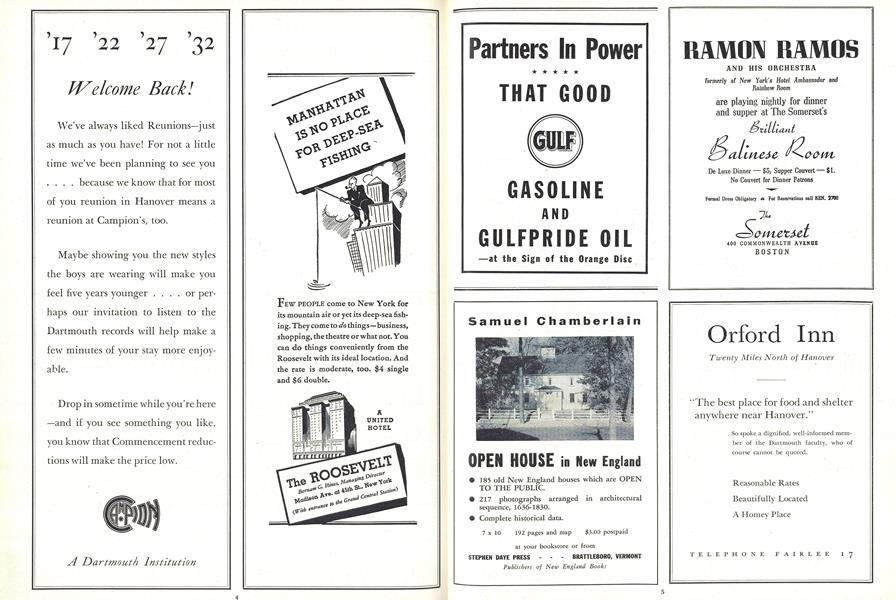 '17 '22 '27 '32
Welcome Back!
We've always liked Reunions—just
as much as you have! For not a little
time we've been planning to see you
. . . . because we know that for most
of you reunion in Hanover means a
reunion at Campion's, too.
Maybe showing you the new styles
the boys are wearing will make you
feel five years younger . . . . or per-
haps our invitation to listen to the
Dartmouth records will help make a
few minutes of your stay more enjoy-
able.
Drop in sometime while you're here
—and if you see something you like,
you know that Commencement reduc-
tions will make the price low.
CAMPION
A Dartmouth Institution
4
MANHATTAN
IS NO PLACE
FOR DEEP-SEA
FISHING
FEW PEOPLE come to New York for
its mountain air or yet its deep-sea fish-
ing. They come to do things—business,
shopping, the theatre or what not. You
can do things conveniently from the
Roosevelt with its ideal location. And
the rate is moderate, too. $4 single
and $6 double.
A
UNITED
HOTEL
The ROOSEVELT
Bernam G. Hines, Managing Director
Madison Ave. at 45th St., New York
(With entrance to the Grand Central Station)
Partners In Power
★ ★ ★ ★ ★
THAT GOOD
GULF
GASOLINE
AND
GULFPRIDE OIL
—at the Sign of the Orange Disc
Samuel Chamberlain
OPEN HOUSE in New England
● 185 old New England houses which are OPEN
TO THE PUBLIC.
● 217 photographs arranged in architectural
sequence, 1636-1830.
● Complete historical data.
7 x 10 192 pages and map $3.00 postpaid
at your bookstore or from
STEPHEN DAYE PRESS - - - BRATTLEBORO, VERMONT
Publishers of New England Books
RAMON RAMOS
AND HIS ORCHESTRA
formerly of New York's Hotel Ambassador and
Rainbow Room
are playing nightly for dinner
and supper at The Somerset's
Brilliant
Balinese Room
De Luxe Dinner — $3; Supper Couvert — $1.
No Couvert for Dinner Patrons
Formal Dress Obligatory For Reservations call KEN. 2700
The
Somerset
400 COMMONWEALTH AVENUE
BOSTON
Orford Inn
Twenty Miles North of Hanover
"The best place for food and shelter
anywhere near Hanover."
So spoke a dignified, well-informed mem-
ber of the Dartmouth faculty, who of
course cannot be quoted.
Reasonable Rates
Beautifully Located
A Homey Place
TELEPHONE FAIRLEE 17
5